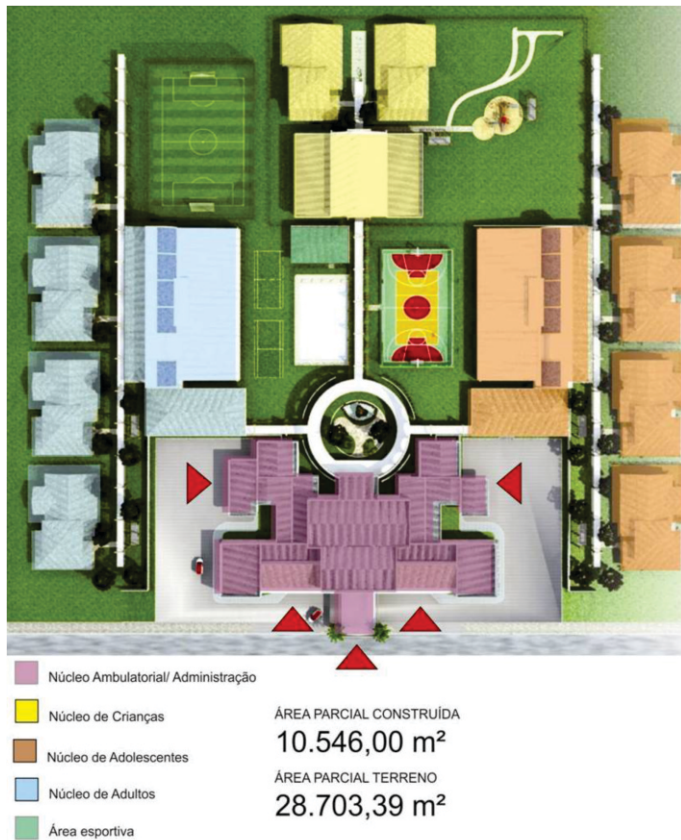 Núcleo Ambulatorial/ Administração
Núcleo de Crianças
Núcleo de Adolescentes
Núcleo de Adultos
Área esportiva
ÁREA PARCIAL CONSTRUÍDA
10.546,00 m²
ÁREA PARCIAL TERRENO
28.703,39 m²